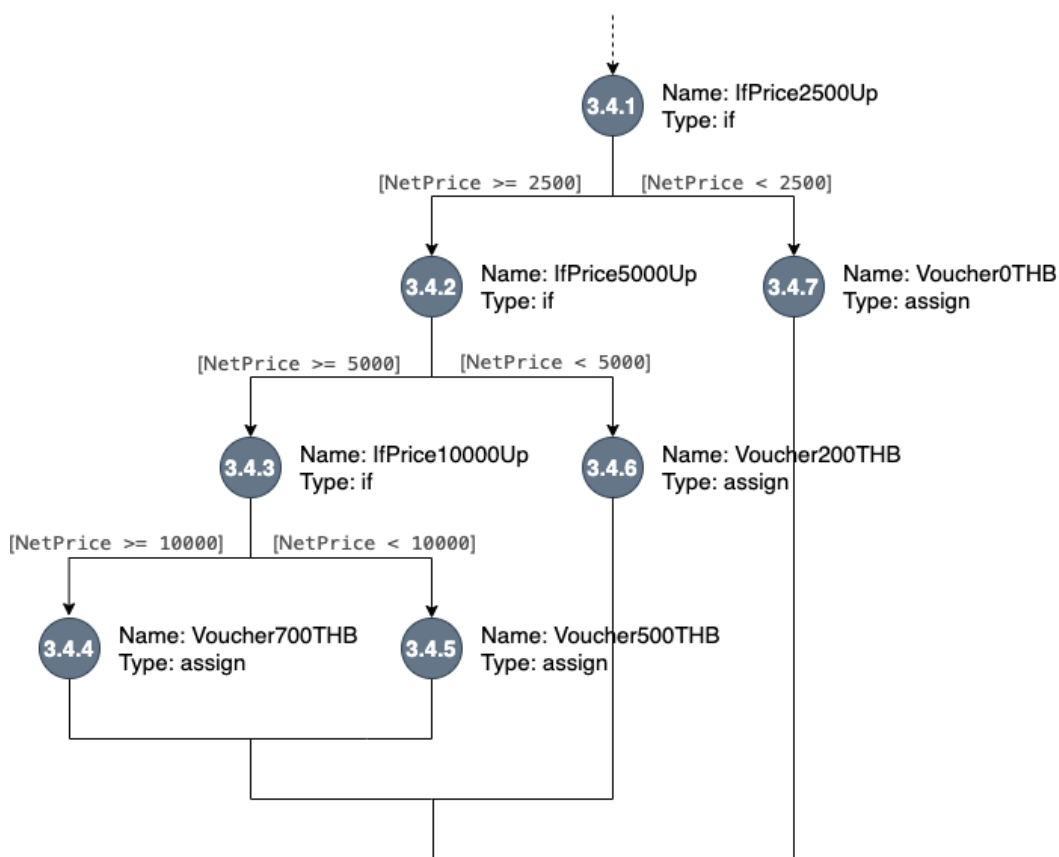 3.4.1
Name: IfPrice2500Up
Type: if
[NetPrice >= 2500]
[NetPrice < 2500]
3.4.2
Name: IfPrice5000Up
Type: if
3.4.7
Name: Voucher0THB
Type: assign
[NetPrice >= 5000]
[NetPrice < 5000]
3.4.3
Name: IfPrice10000Up
Type: if
3.4.6
Name: Voucher200THB
Type: assign
[NetPrice >= 10000]
[NetPrice < 10000]
3.4.4
Name: Voucher700THB
Type: assign
3.4.5
Name: Voucher500THB
Type: assign